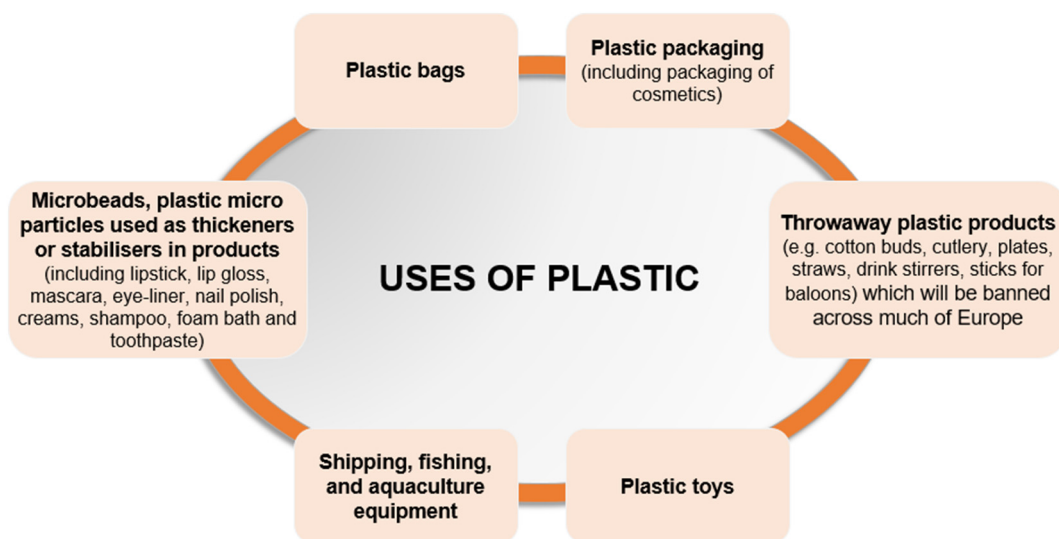 Plastic bags
Plastic packaging
(including packaging of
cosmetics)
Microbeads, plastic micro
particles used as thickeners
or stabilisers in products
(including lipstick, lip gloss,
mascara, eye-liner, nail polish,
creams, shampoo, foam bath and
toothpaste)
USES OF PLASTIC
Throwaway plastic products
(e.g. cotton buds, cutlery, plates,
straws, drink stirrers, sticks for
baloons) which will be banned
across much of Europe
Shipping, fishing,
and aquaculture
equipment
Plastic toys